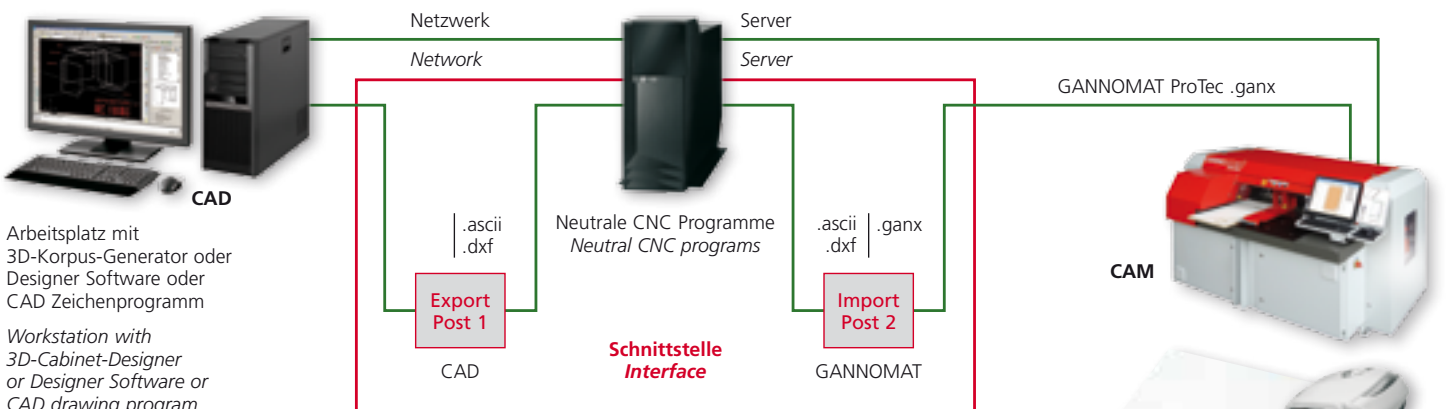 Netzwerk
Network
Server
Server
GANNOMAT ProTec .ganx
CAD
Arbeitsplatz mit
3D-Korpus-Generator oder
Designer Software oder
CAD Zeichenprogramm
Workstation with
3D-Cabinet-Designer
or Designer Software or
CAD drawing program
.ascii
.dxf
Export
Post 1
CAD
Neutrale CNC Programme
Neutral CNC programs
Schnittstelle
Interface
.ascii
.dxf
.ganx
Import
Post 2
GANNOMAT
CAM